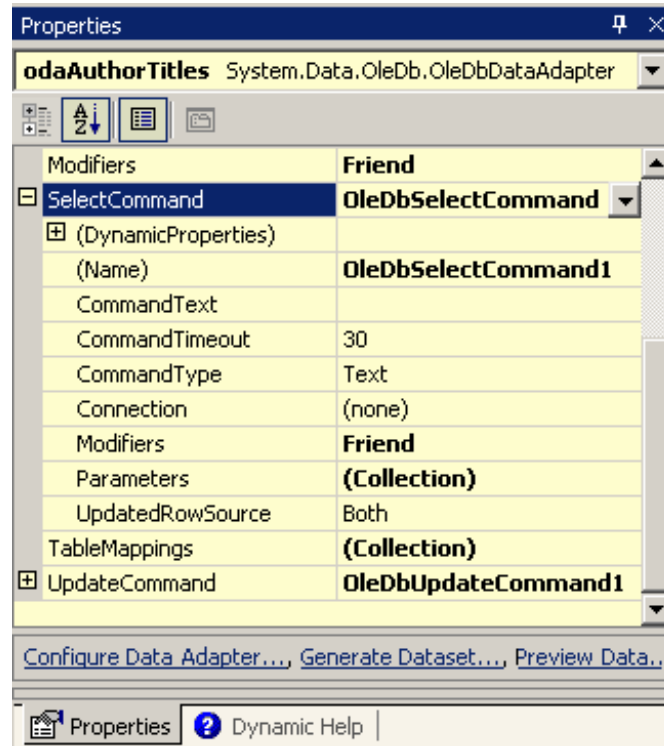 Properties
odaAuthorTitles System.Data.OleDb.OleDbDataAdapter
Modifiers Friend
SelectCommand OleDbSelectCommand
(DynamicProperties)
(Name) OleDbSelectCommand1
CommandText
CommandTimeout 30
CommandType Text
Connection (none)
Modifiers Friend
Parameters (Collection)
UpdatedRowSource Both
TableMappings (Collection)
UpdateCommand OleDbUpdateCommand1
Configure Data Adapter..., Generate Dataset..., Preview Data..
Properties Dynamic Help